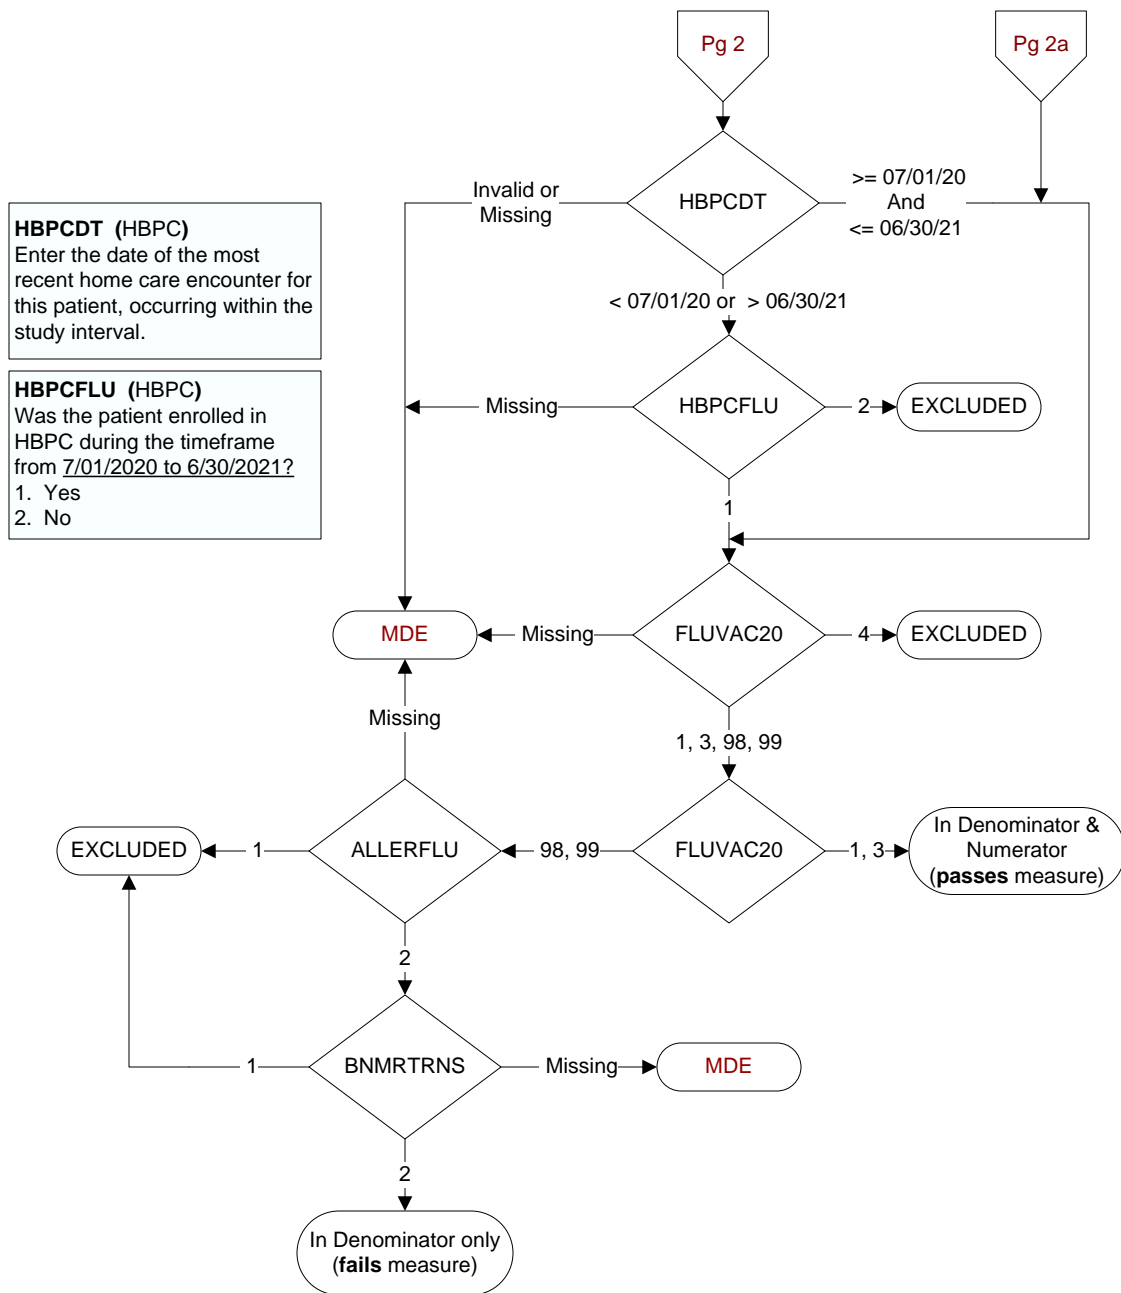 Pg 2
Pg 2a
HBPCDT
Invalid or
Missing
>= 07/01/20
And
<= 06/30/21
HBPCDT (HBPC)
Enter the date of the most
recent home care encounter for
this patient, occurring within the
study interval.
< 07/01/20 or > 06/30/21
HBPCFLU (HBPC)
Was the patient enrolled in
HBPC during the timeframe
from 7/01/2020 to 6/30/2021?
1. Yes
2. No
Missing
HBPCFLU
2
EXCLUDED
1
MDE
Missing
FLUVAC20
4
EXCLUDED
Missing
1, 3, 98, 99
EXCLUDED
1
ALLERFLU
98, 99
FLUVAC20
1, 3
In Denominator &
Numerator
(passes measure)
2
1
BNMRTRNS
Missing
MDE
2
In Denominator only
(fails measure)